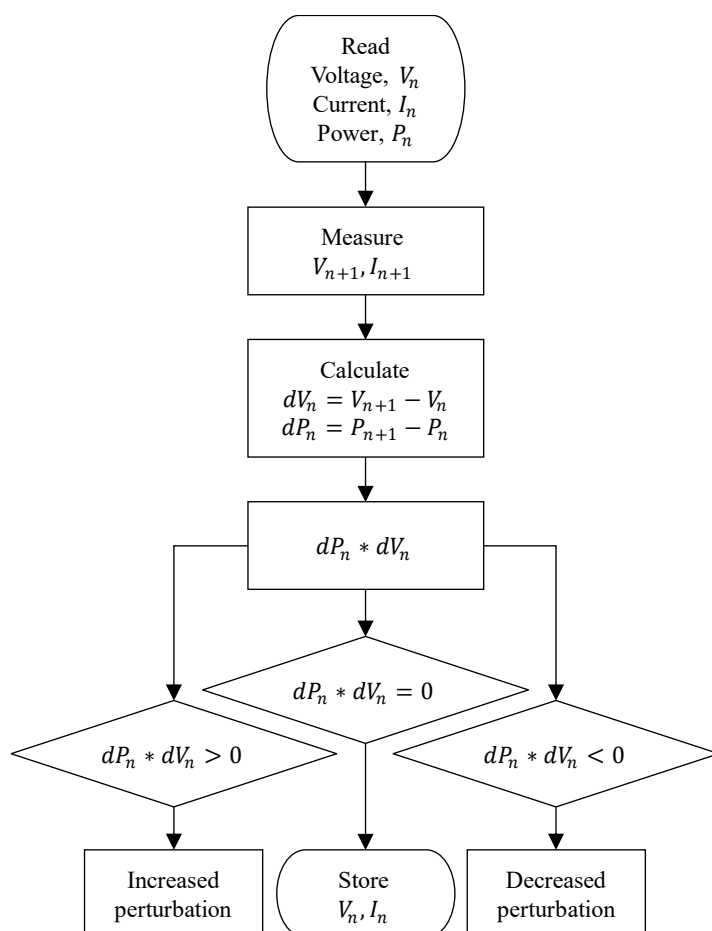 Read
Voltage, Vₙ
Current, Iₙ
Power, Pₙ
Measure
Vₙ₊₁, Iₙ₊₁
Calculate
dVₙ = Vₙ₊₁ − Vₙ
dPₙ = Pₙ₊₁ − Pₙ
dPₙ ∗ dVₙ
dPₙ ∗ dVₙ = 0
dPₙ ∗ dVₙ > 0
dPₙ ∗ dVₙ < 0
Increased
perturbation
Store
Vₙ, Iₙ
Decreased
perturbation